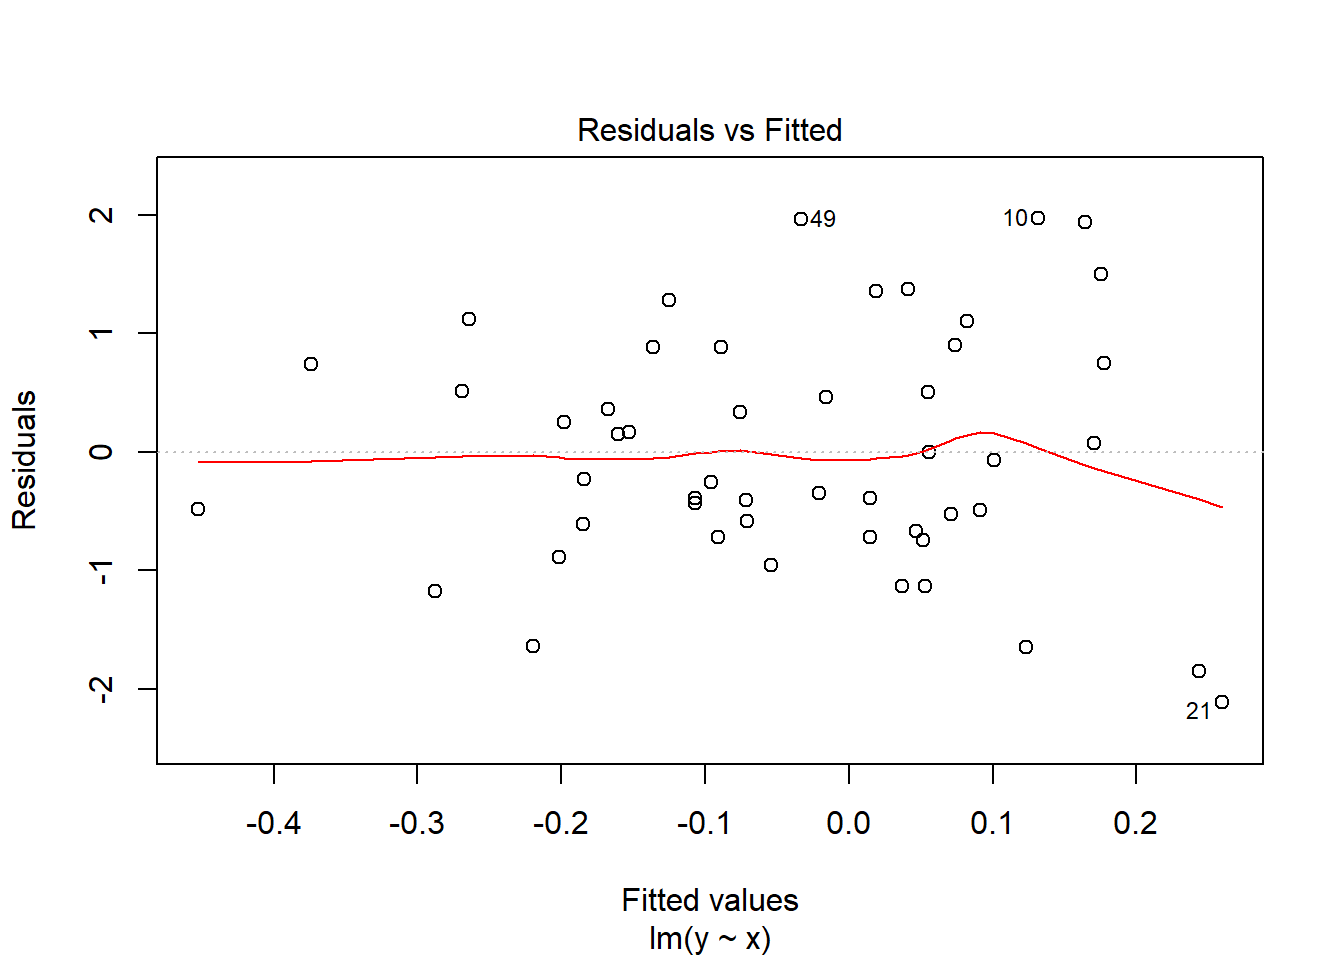 Residuals vs Fitted
Residuals
2
1
0
-1
-2
49
10
21
-0.4 -0.3 -0.2 -0.1 0.0 0.1 0.2
Fitted values
lm(y ~ x)